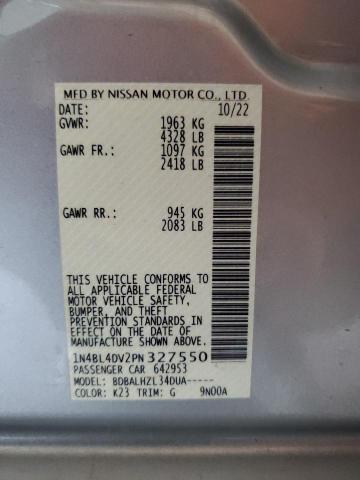 MFD BY NISSAN MOTOR CO., LTD.
DATE: 10/22
GVWR: 1963 KG
4328 LB
GAWR FR.: 1097 KG
2418 LB
GAWR RR.: 945 KG
2083 LB
THIS VEHICLE CONFORMS TO
ALL APPLICABLE FEDERAL
MOTOR VEHICLE SAFETY,
BUMPER, AND THEFT
PREVENTION STANDARDS
IN EFFECT ON THE DATE OF
MANUFACTURE SHOWN ABOVE.
1N4BL4DV2PN327550
PASSENGER CAR 642953
MODEL: BDBALHZL34DUA-----
COLOR: K23 TRIM: G 9N00A